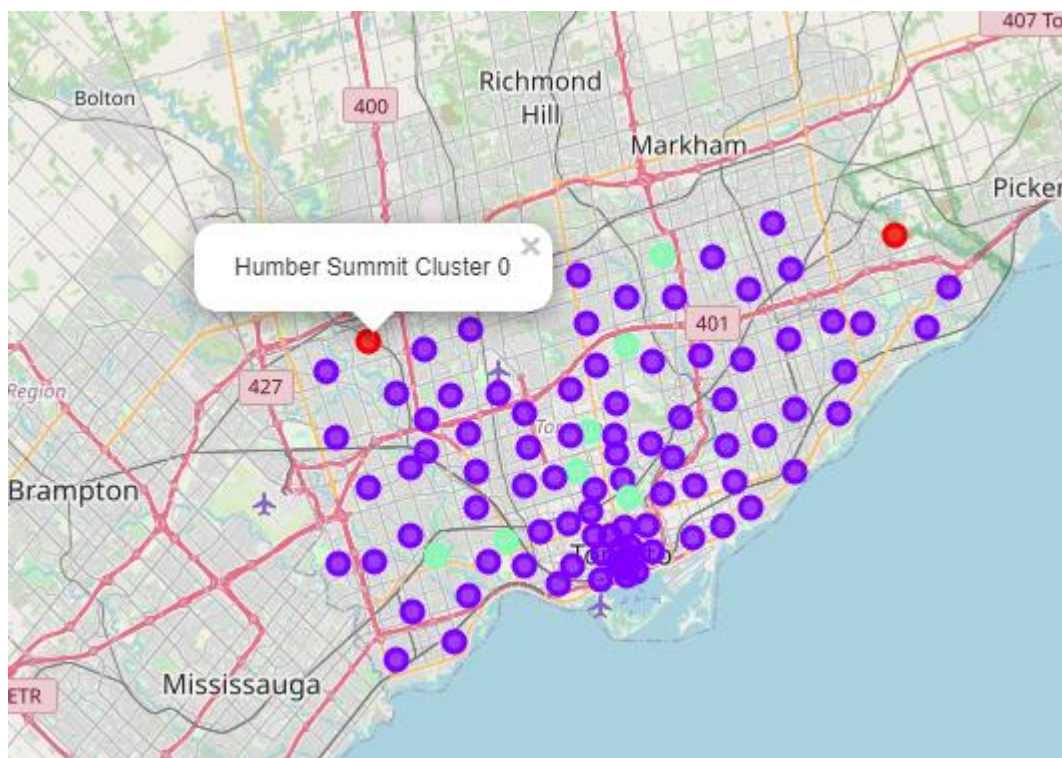 407 To
Bolton
400
Richmond
Hill
Markham
Picker
Humber Summit Cluster 0
×
401
Region
427
Brampton
Toronto
Mississauga
ETR